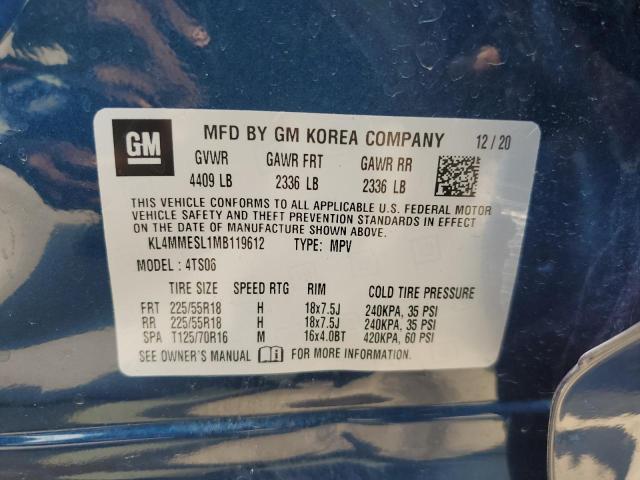 GM MFD BY GM KOREA COMPANY 12/20
GVWR GAWR FRT GAWR RR
4409 LB 2336 LB 2336 LB
THIS VEHICLE CONFORMS TO ALL APPLICABLE U.S. FEDERAL MOTOR
VEHICLE SAFETY AND THEFT PREVENTION STANDARDS IN EFFECT
ON THE DATE OF MANUFACTURE SHOWN ABOVE.
KL4MMESL1MB119612 TYPE: MPV
MODEL: 4TS06
TIRE SIZE SPEED RTG RIM COLD TIRE PRESSURE
FRT 225/55R18 H 18x7.5J 240KPA, 35 PSI
RR 225/55R18 H 18x7.5J 240KPA, 35 PSI
SPA T125/70R16 M 16x4.0BT 420KPA, 60 PSI
SEE OWNER'S MANUAL FOR MORE INFORMATION.